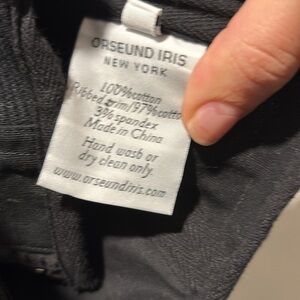 ORSEUND IRIS
NEW YORK
100%cotton
Ribbed trim/97%cotton
3%spandex
Made in China
Hand wash or
dry clean only.
www.orseundiris.com